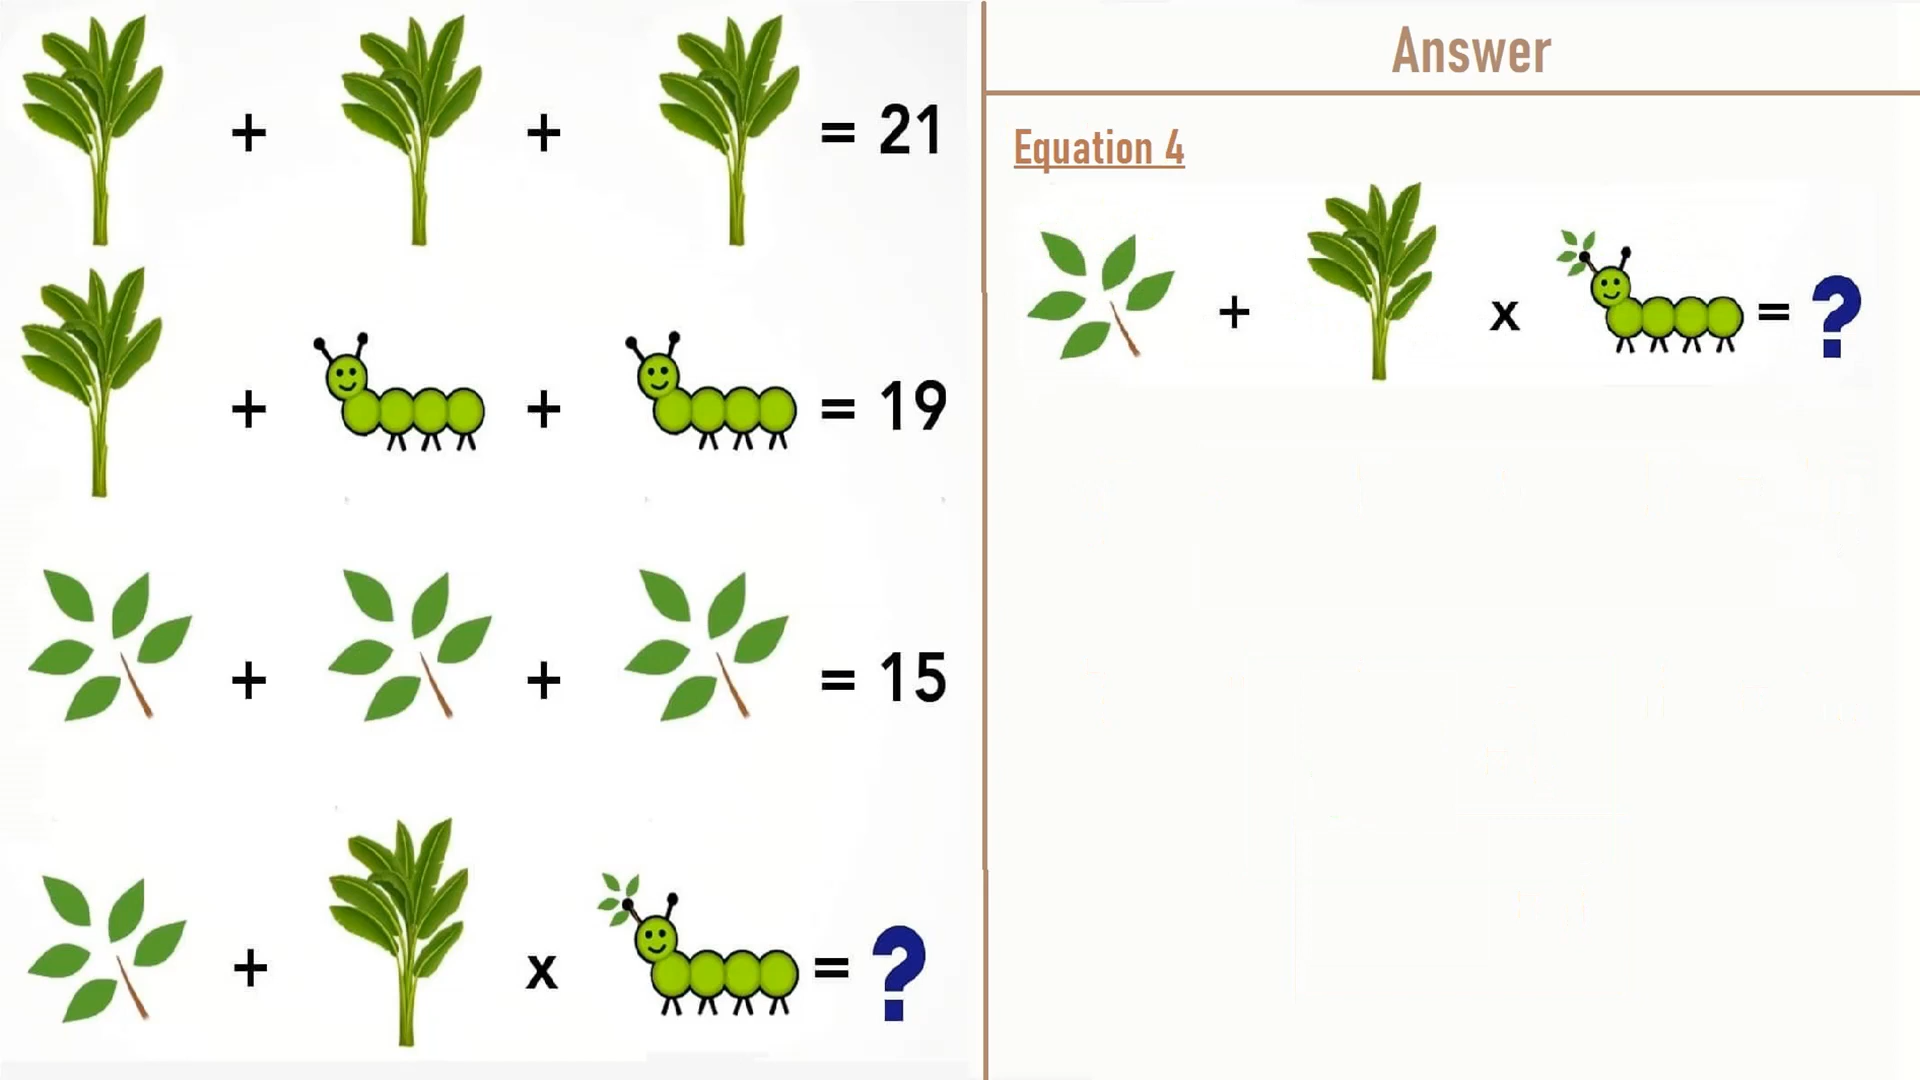 + + = 21
+ + = 19
+ + = 15
+ x = ?
Answer
Equation 4
+ x = ?